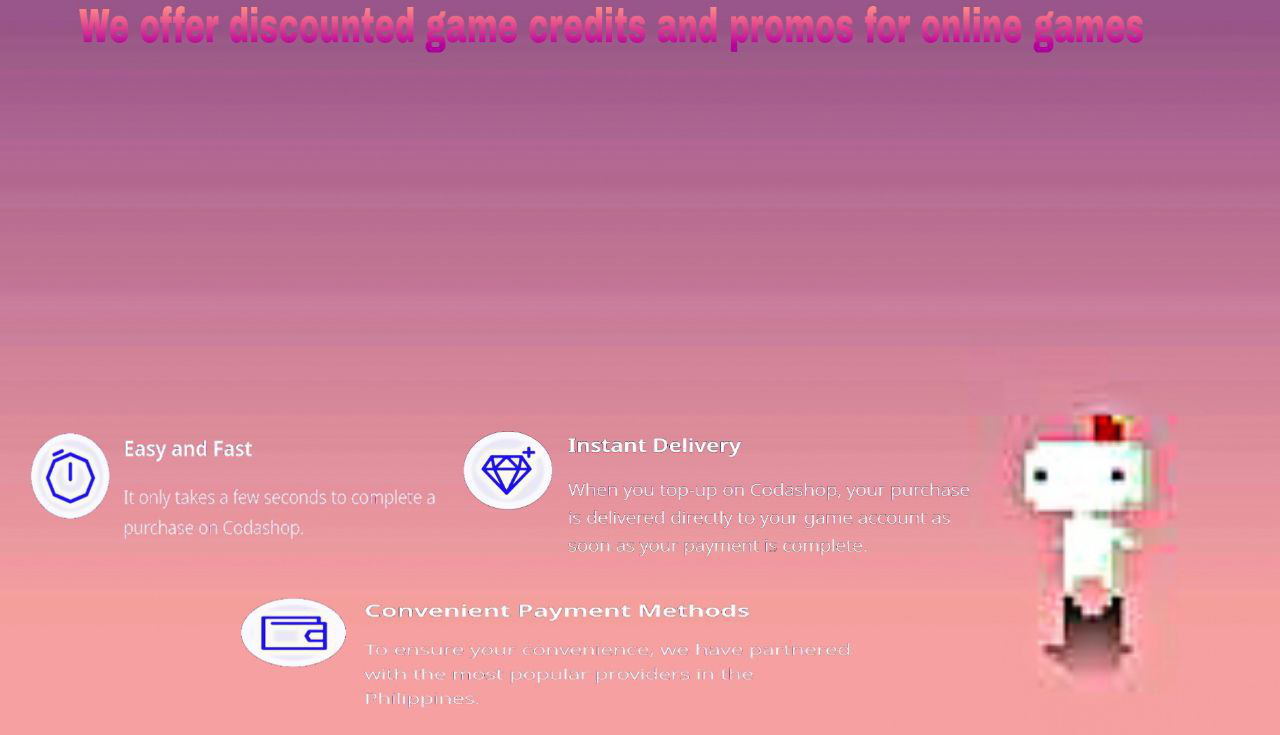 We offer discounted game credits and promos for online games
Easy and Fast
It only takes a few seconds to complete a
purchase on Codashop.
Instant Delivery
When you top-up on Codashop, your purchase
is delivered directly to your game account as
soon as your payment is complete.
Convenient Payment Methods
To ensure your convenience, we have partnered
with the most popular providers in the
Philippines.